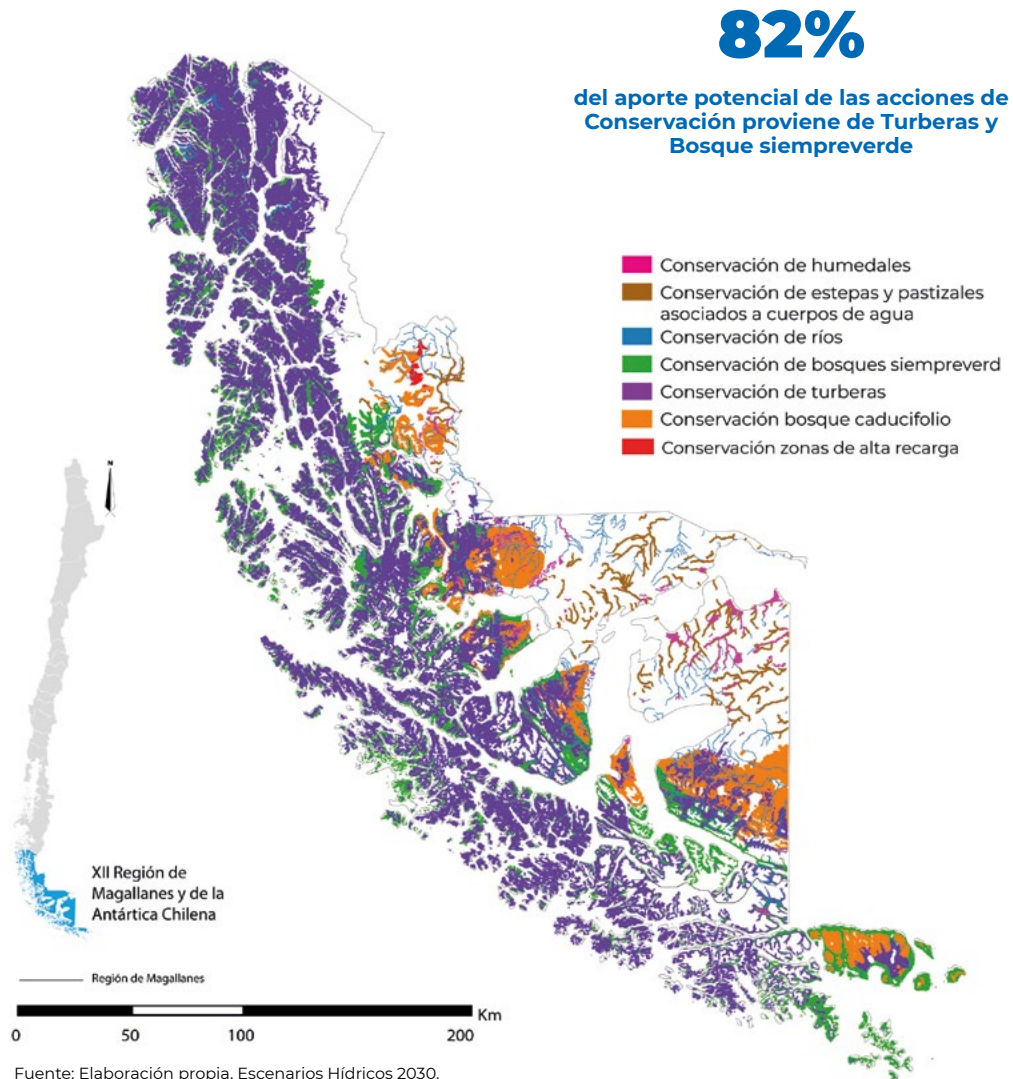 82%
del aporte potencial de las acciones de
Conservación proviene de Turberas y
Bosque siempreverde
Conservación de humedales
Conservación de estepas y pastizales
asociados a cuerpos de agua
Conservación de ríos
Conservación de bosques siempreverd
Conservación de turberas
Conservación bosque caducifolio
Conservación zonas de alta recarga
N
XII Región de
Magallanes y de la
Antártica Chilena
Región de Magallanes
Km
0 50 100 200
Fuente: Elaboración propia. Escenarios Hídricos 2030.